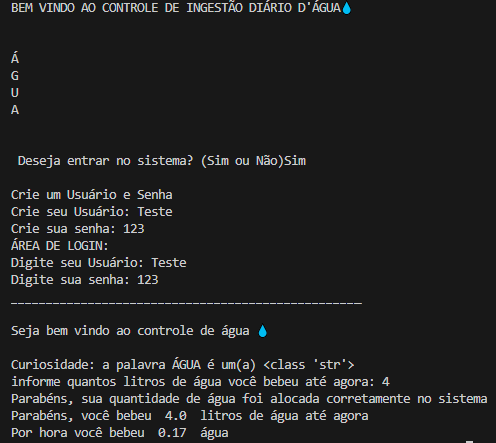 BEM VINDO AO CONTROLE DE INGESTÃO DIÁRIO D'ÁGUA💧
Á
G
U
A
Deseja entrar no sistema? (Sim ou Não)Sim
Crie um Usuário e Senha
Crie seu Usuário: Teste
Crie sua senha: 123
ÁREA DE LOGIN:
Digite seu Usuário: Teste
Digite sua senha: 123
__________________________________________________
Seja bem vindo ao controle de água 💧
Curiosidade: a palavra ÁGUA é um(a) <class 'str'>
informe quantos litros de água você bebeu até agora: 4
Parabéns, sua quantidade de água foi alocada corretamente no sistema
Parabéns, você bebeu  4.0  litros de água até agora
Por hora você bebeu  0.17  água